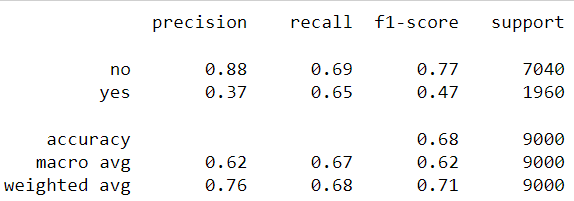 precision recall f1-score support
no 0.88 0.69 0.77 7040
yes 0.37 0.65 0.47 1960
accuracy 0.68 9000
macro avg 0.62 0.67 0.62 9000
weighted avg 0.76 0.68 0.71 9000